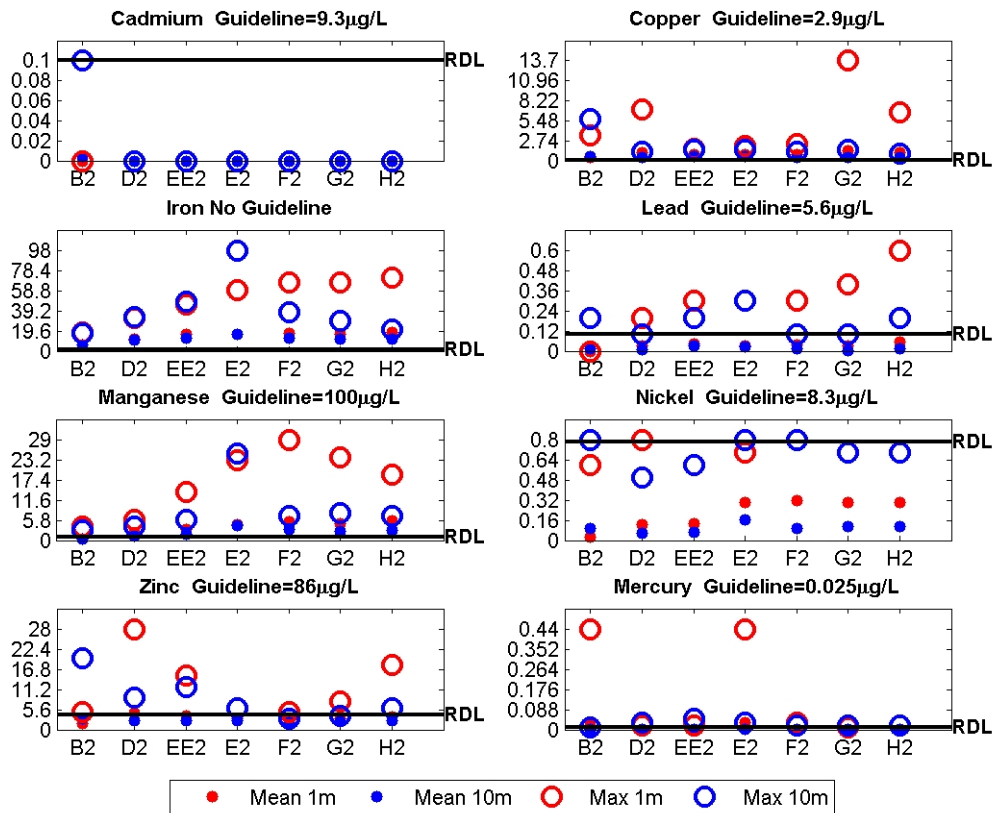 Cadmium Guideline=9.3µg/L
0.1
0.08
0.06
0.04
0.02
0
RDL
B2 D2 EE2 E2 F2 G2 H2
Copper Guideline=2.9µg/L
13.7
10.96
8.22
5.48
2.74
0
RDL
B2 D2 EE2 E2 F2 G2 H2
Iron No Guideline
98
78.4
58.8
39.2
19.6
0
RDL
B2 D2 EE2 E2 F2 G2 H2
Lead Guideline=5.6µg/L
0.6
0.48
0.36
0.24
0.12
0
RDL
B2 D2 EE2 E2 F2 G2 H2
Manganese Guideline=100µg/L
29
23.2
17.4
11.6
5.8
0
RDL
B2 D2 EE2 E2 F2 G2 H2
Nickel Guideline=8.3µg/L
0.8
0.64
0.48
0.32
0.16
0
RDL
B2 D2 EE2 E2 F2 G2 H2
Zinc Guideline=86µg/L
28
22.4
16.8
11.2
5.6
0
RDL
B2 D2 EE2 E2 F2 G2 H2
Mercury Guideline=0.025µg/L
0.44
0.352
0.264
0.176
0.088
0
RDL
B2 D2 EE2 E2 F2 G2 H2
Mean 1m Mean 10m Max 1m Max 10m